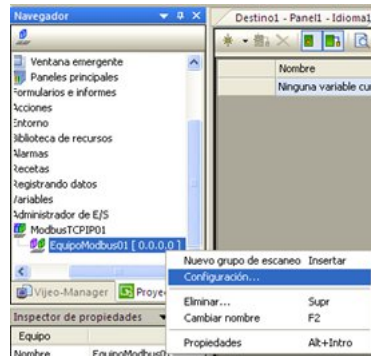 Navegador
Destino1 - Panel1 - Idioma1
Ventana emergente
Paneles principales
Formularios e informes
Acciones
Entorno
Biblioteca de recursos
Alarmas
Recetas
Registrando datos
Variables
Administrador de E/S
ModbusTCPIP01
EquipoModbus01 [ 0.0.0.0 ]
Nombre
Ninguna variable cu
Nuevo grupo de escaneo Insertar
Configuración...
Eliminar... Supr
Cambiar nombre F2
Propiedades Alt+Intro
Vijeo-Manager
Proye
Inspector de propiedades
Equipo
Nombre EquipoModbus0